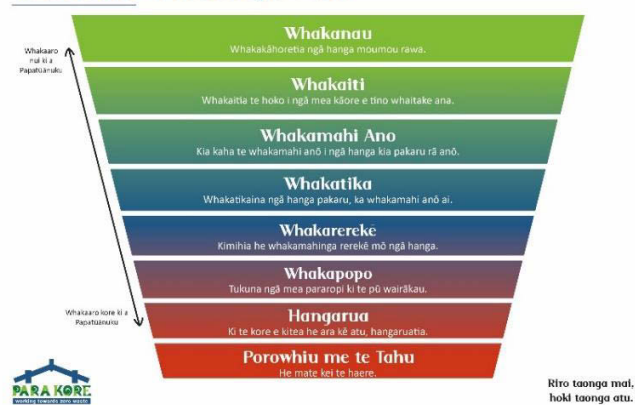 Whakaaro
nui ki a
Papatūānuku
Whakanau
Whakakāhoretia ngā hanga moumou rawa.
Whakaiti
Whakaitia te hoko i ngā mea kāore e tino whaitake ana.
Whakamahi Ano
Kia kaha te whakamahi anō i ngā hanga kia pakaru rā anō.
Whakatika
Whakatikaina ngā hanga pakaru, ka whakamahi anō ai.
Whakarerekē
Kimihia he whakamahinga rerekē mō ngā hanga.
Whakapopo
Tukuna ngā mea pararopi ki te pū wairākau.
Whakaaro kore ki a
Papatūānuku
Hangarua
Ki te kore e kitea he ara kē atu, hangaruatia.
Porowhiu me te Tahu
He mate kei te haere.
PARA KORE
working towards zero waste
Riro taonga mai,
hoki taonga atu.